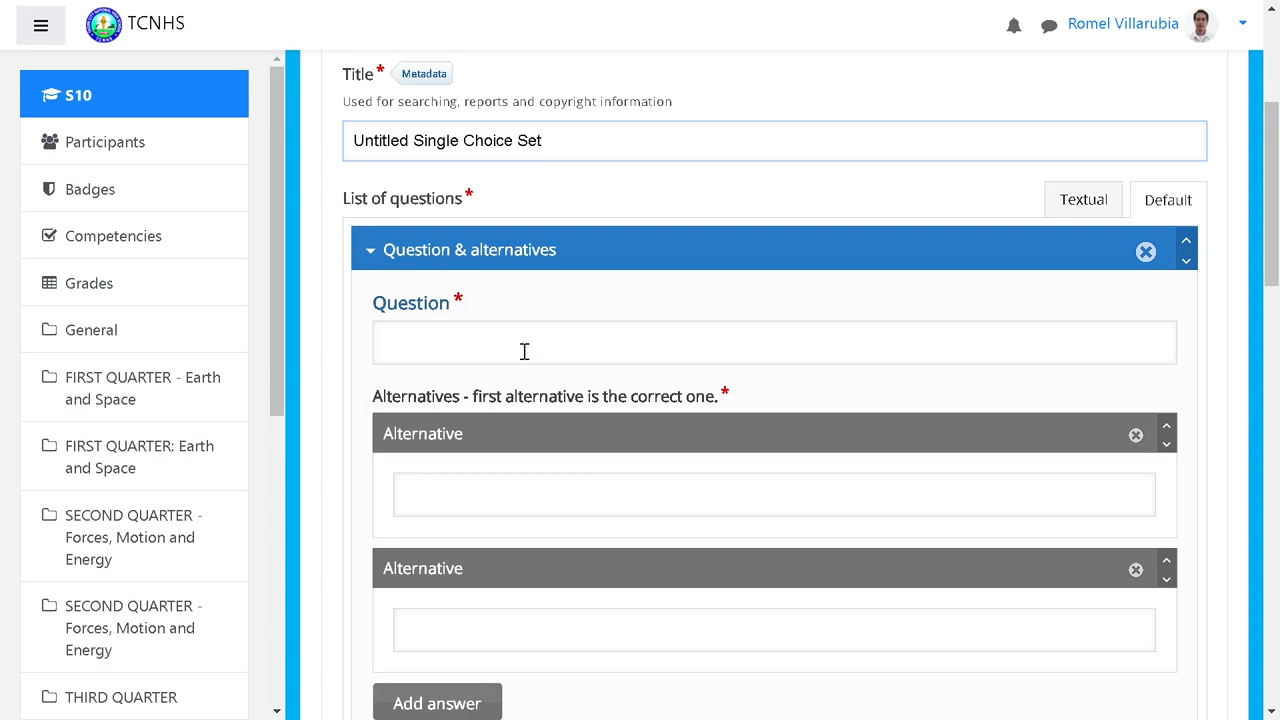 TCNHS
Romel Villarubia
S10
Participants
Badges
Competencies
Grades
General
FIRST QUARTER - Earth
and Space
FIRST QUARTER: Earth
and Space
SECOND QUARTER -
Forces, Motion and
Energy
SECOND QUARTER -
Forces, Motion and
Energy
THIRD QUARTER
Title*
Metadata
Used for searching, reports and copyright information
Untitled Single Choice Set
List of questions*
Textual
Default
Question & alternatives
Question *
Alternatives - first alternative is the correct one.*
Alternative
Alternative
Add answer